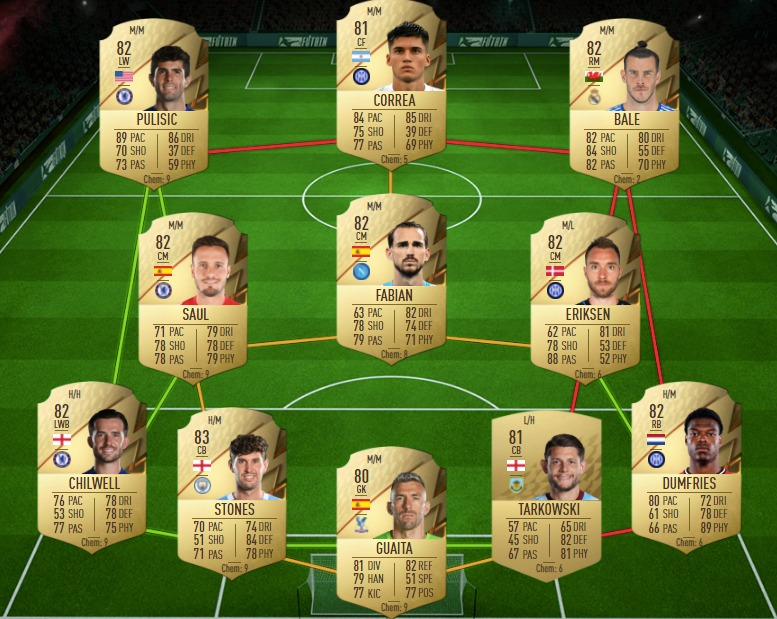 M/M
82
LW
PULISIC
89 PAC 86 DRI
70 SHO 37 DEF
73 PAS 59 PHY
Chem: 9
M/M
81
CF
CORREA
84 PAC 85 DRI
75 SHO 39 DEF
77 PAS 69 PHY
Chem: 5
M/M
82
RM
BALE
82 PAC 80 DRI
84 SHO 55 DEF
82 PAS 70 PHY
Chem: 2
M/M
82
CM
SAUL
71 PAC 79 DRI
78 SHO 78 DEF
78 PAS 79 PHY
Chem: 9
M/M
82
CM
FABIAN
63 PAC 82 DRI
78 SHO 74 DEF
79 PAS 71 PHY
Chem: 8
M/L
82
CM
ERIKSEN
62 PAC 81 DRI
78 SHO 53 DEF
88 PAS 52 PHY
Chem: 6
H/H
82
LWB
CHILWELL
76 PAC 78 DRI
53 SHO 78 DEF
77 PAS 75 PHY
Chem: 9
H/M
83
CB
STONES
70 PAC 74 DRI
51 SHO 84 DEF
71 PAS 78 PHY
Chem: 9
M/M
80
GK
GUAITA
81 DIV 82 REF
79 HAN 51 SPE
77 KIC 77 POS
Chem: 9
L/H
81
CB
TARKOWSKI
57 PAC 65 DRI
45 SHO 82 DEF
67 PAS 81 PHY
Chem: 6
H/M
82
RB
DUMFRIES
80 PAC 72 DRI
61 SHO 78 DEF
66 PAS 89 PHY
Chem: 6